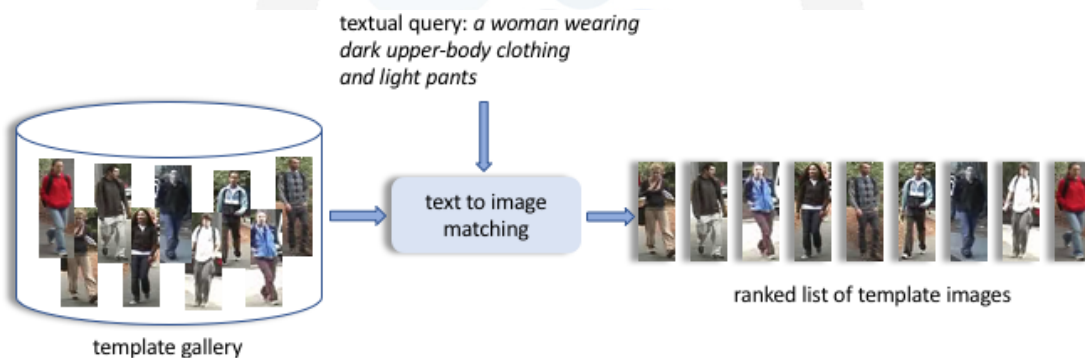 textual query: a woman wearing
dark upper-body clothing
and light pants
text to image
matching
ranked list of template images
template gallery